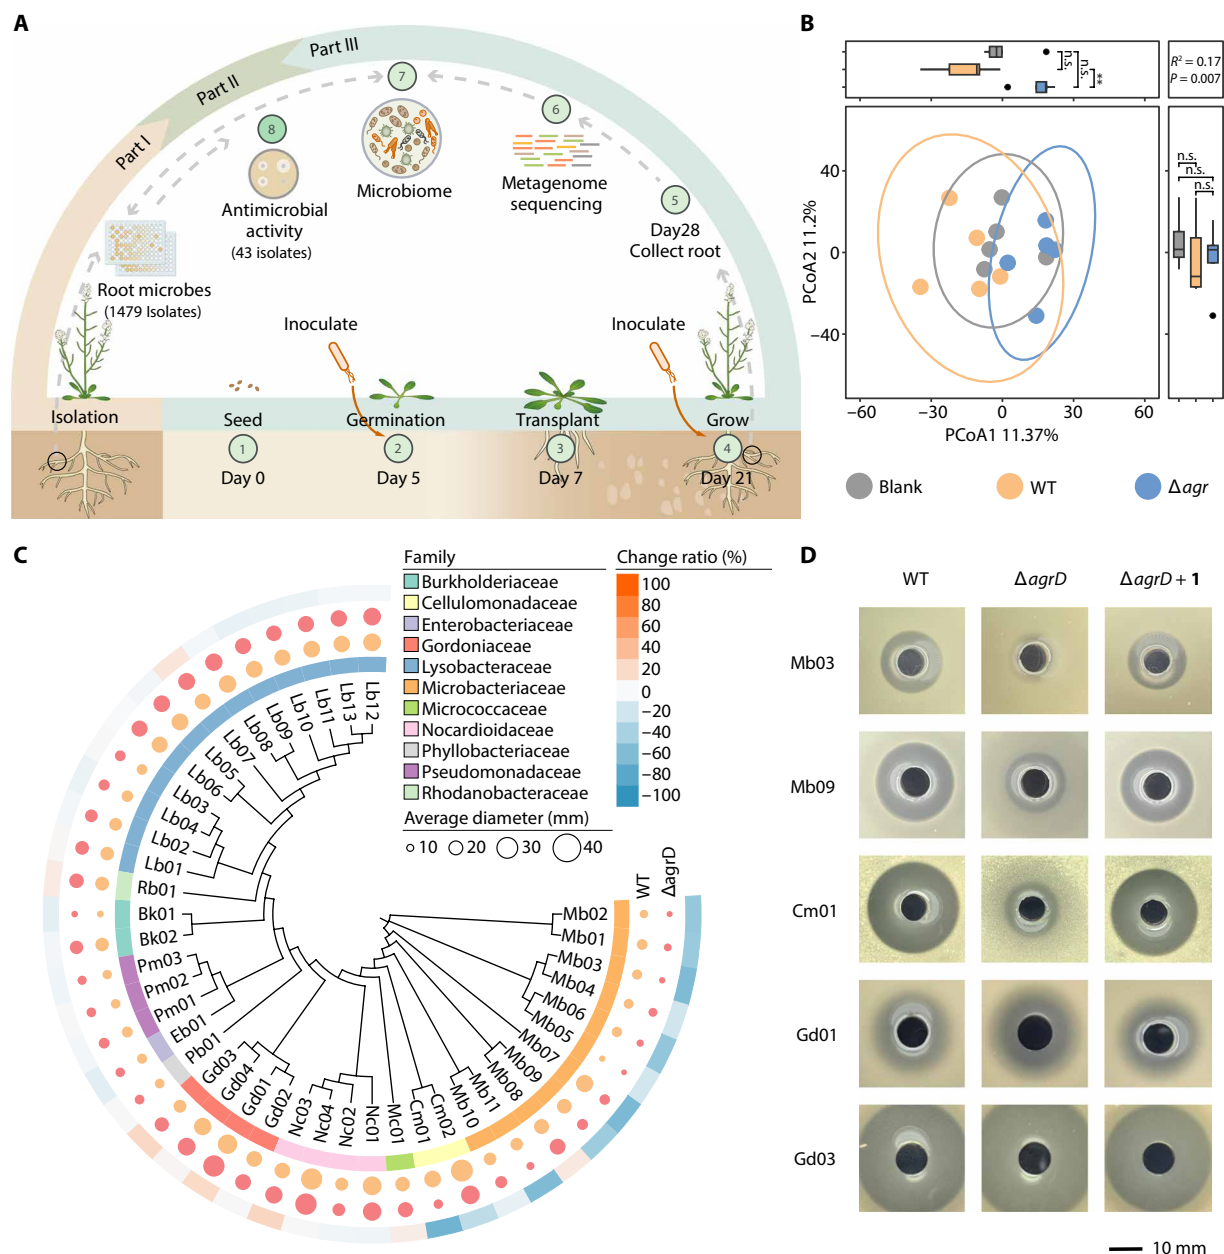 A
Part I
Part II
Part III
7
8
6
5
Microbiome
Metagenome
sequencing
Antimicrobial
activity
(43 isolates)
Day28
Collect root
Root microbes
(1479 Isolates)
Inoculate
Inoculate
Isolation
Seed
Germination
Transplant
Grow
1
2
3
4
Day 0
Day 5
Day 7
Day 21
B
n.s.
n.s.
**
R² = 0.17
P = 0.007
n.s.
n.s.
n.s.
40
0
−40
PCoA2 11.2%
−60
−30
0
30
60
PCoA1 11.37%
Blank
WT
Δagr
C
Family
Burkholderiaceae
Cellulomonadaceae
Enterobacteriaceae
Gordoniaceae
Lysobacteraceae
Microbacteriaceae
Micrococcaceae
Nocardioidaceae
Phyllobacteriaceae
Pseudomonadaceae
Rhodanobacteraceae
Change ratio (%)
100
80
60
40
20
0
−20
−40
−60
−80
−100
Average diameter (mm)
10
20
30
40
WT
ΔagrD
Lb12
Lb13
Lb11
Lb10
Lb09
Lb08
Lb07
Lb05
Lb06
Lb03
Lb04
Lb02
Lb01
Rb01
Bk01
Bk02
Pm03
Pm02
Pm01
Eb01
Pb01
Gd03
Gd04
Gd01
Gd02
Nc03
Nc04
Nc02
Nc01
Mc01
Cm01
Cm02
Mb10
Mb11
Mb08
Mb09
Mb07
Mb05
Mb06
Mb04
Mb03
Mb01
Mb02
D
WT
ΔagrD
ΔagrD + 1
Mb03
Mb09
Cm01
Gd01
Gd03
10 mm